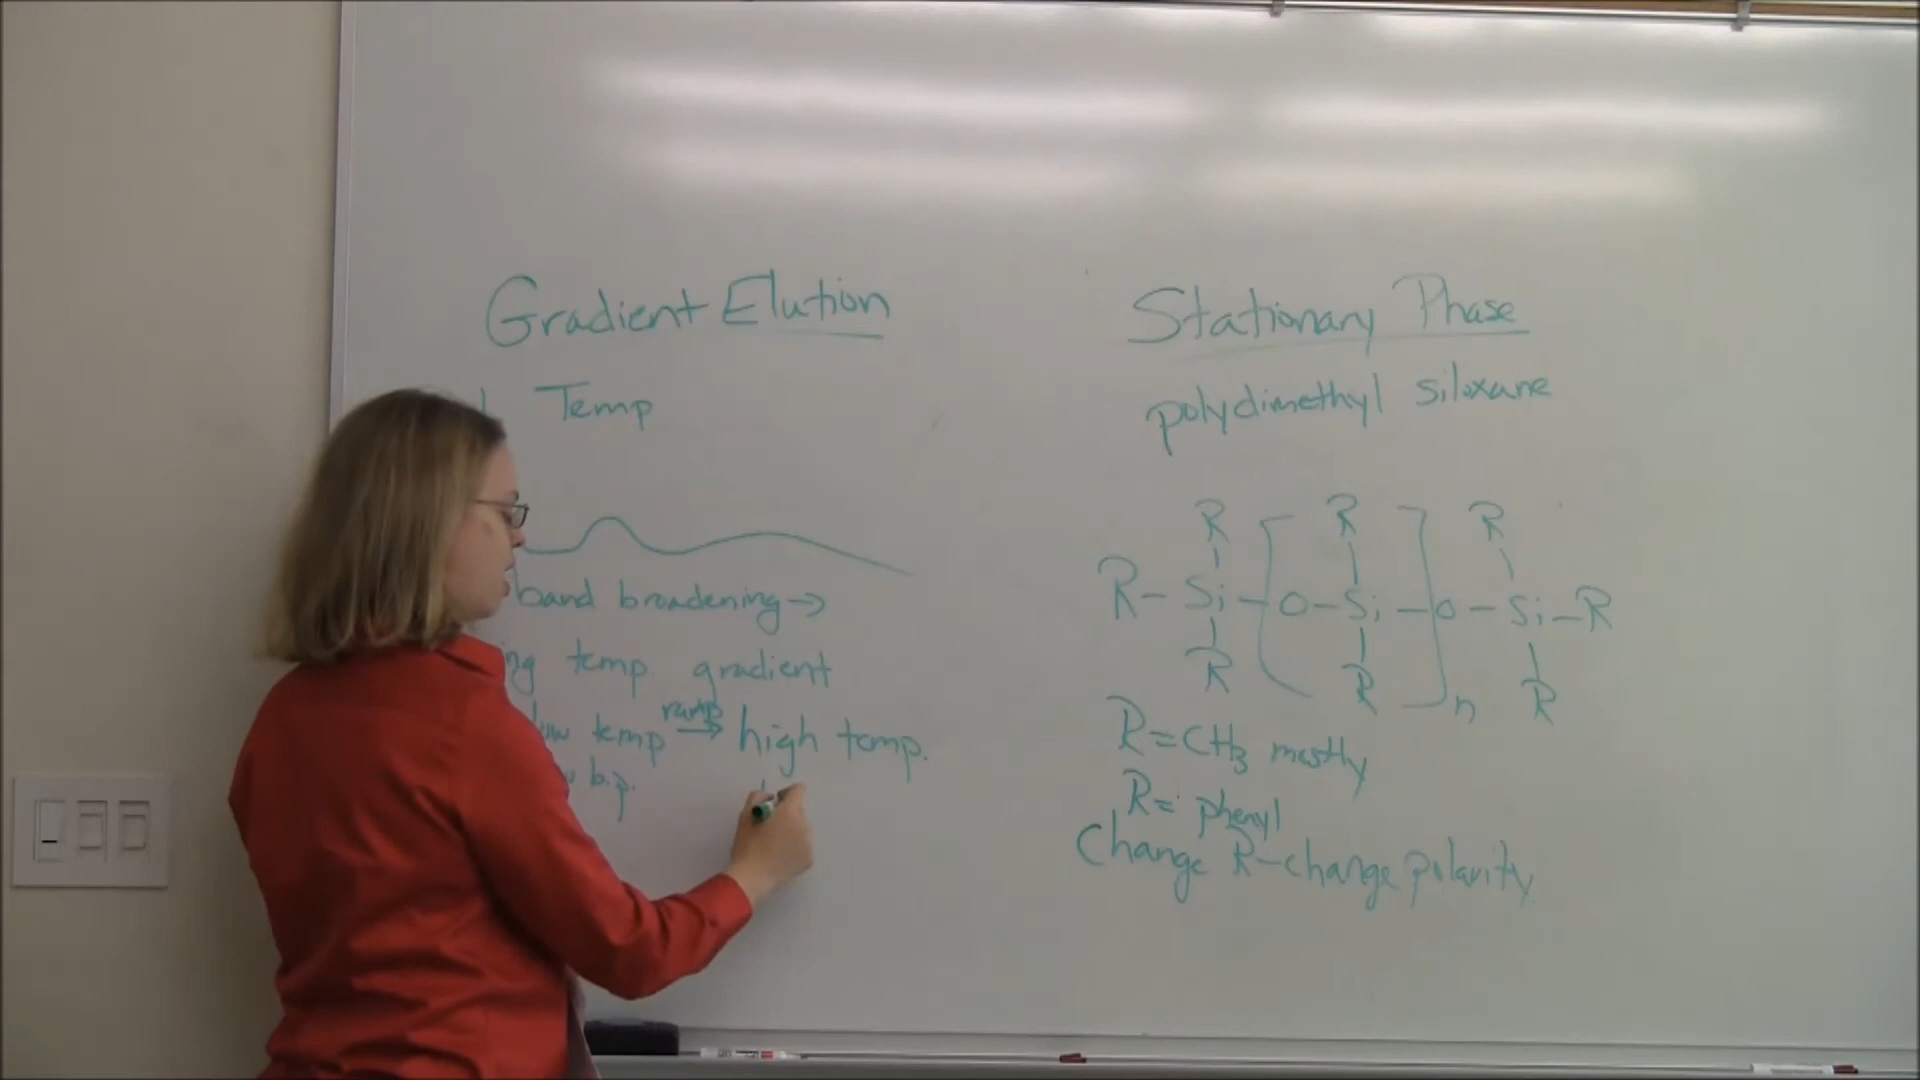 Gradient Elution
Temp
band broadening →
temp. gradient
temp ramp → high temp.
b.p.
Stationary Phase
polydimethyl siloxane
R R R
R-Si-[O-Si-O-Si-R
R R ]n R
R=CH3 mostly
R= phenyl
Change R-change polarity